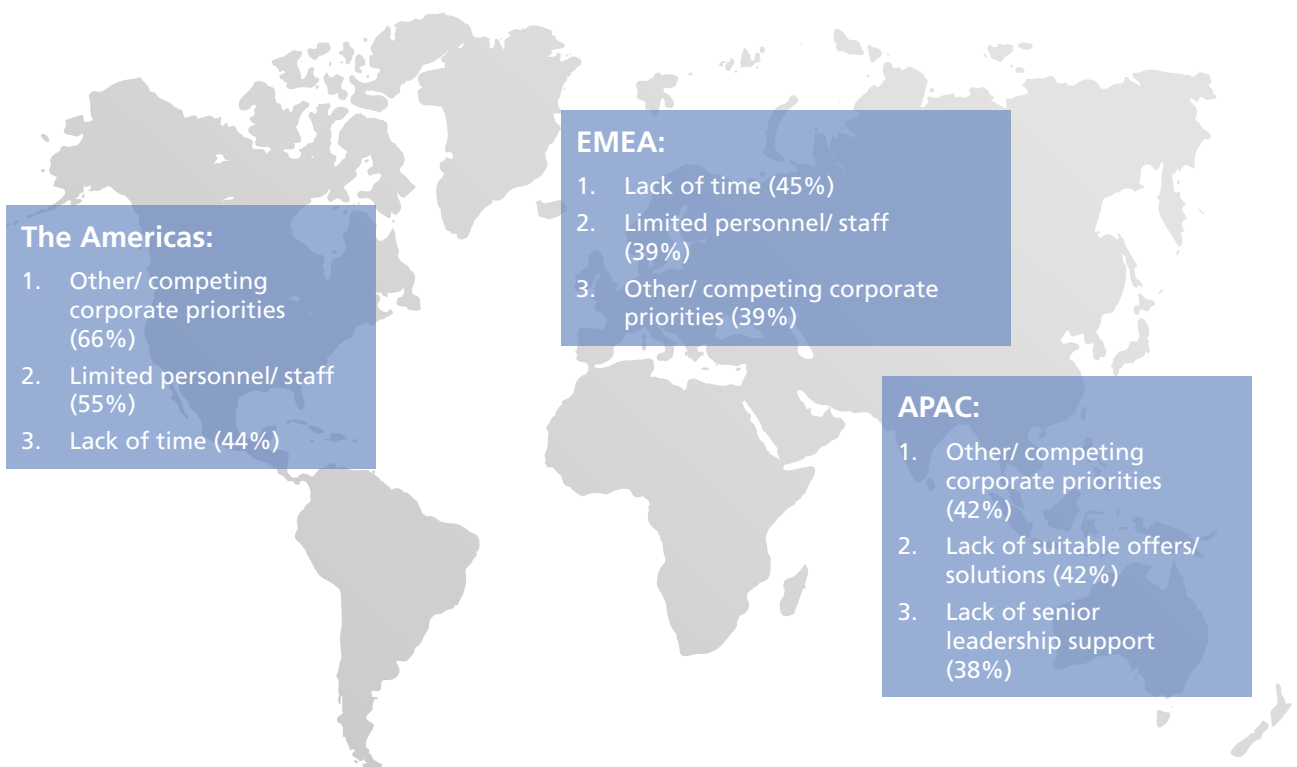 EMEA:
1. Lack of time (45%)
2. Limited personnel/ staff
(39%)
3. Other/ competing corporate
priorities (39%)
The Americas:
1. Other/ competing
corporate priorities
(66%)
2. Limited personnel/ staff
(55%)
3. Lack of time (44%)
APAC:
1. Other/ competing
corporate priorities
(42%)
2. Lack of suitable offers/
solutions (42%)
3. Lack of senior
leadership support
(38%)